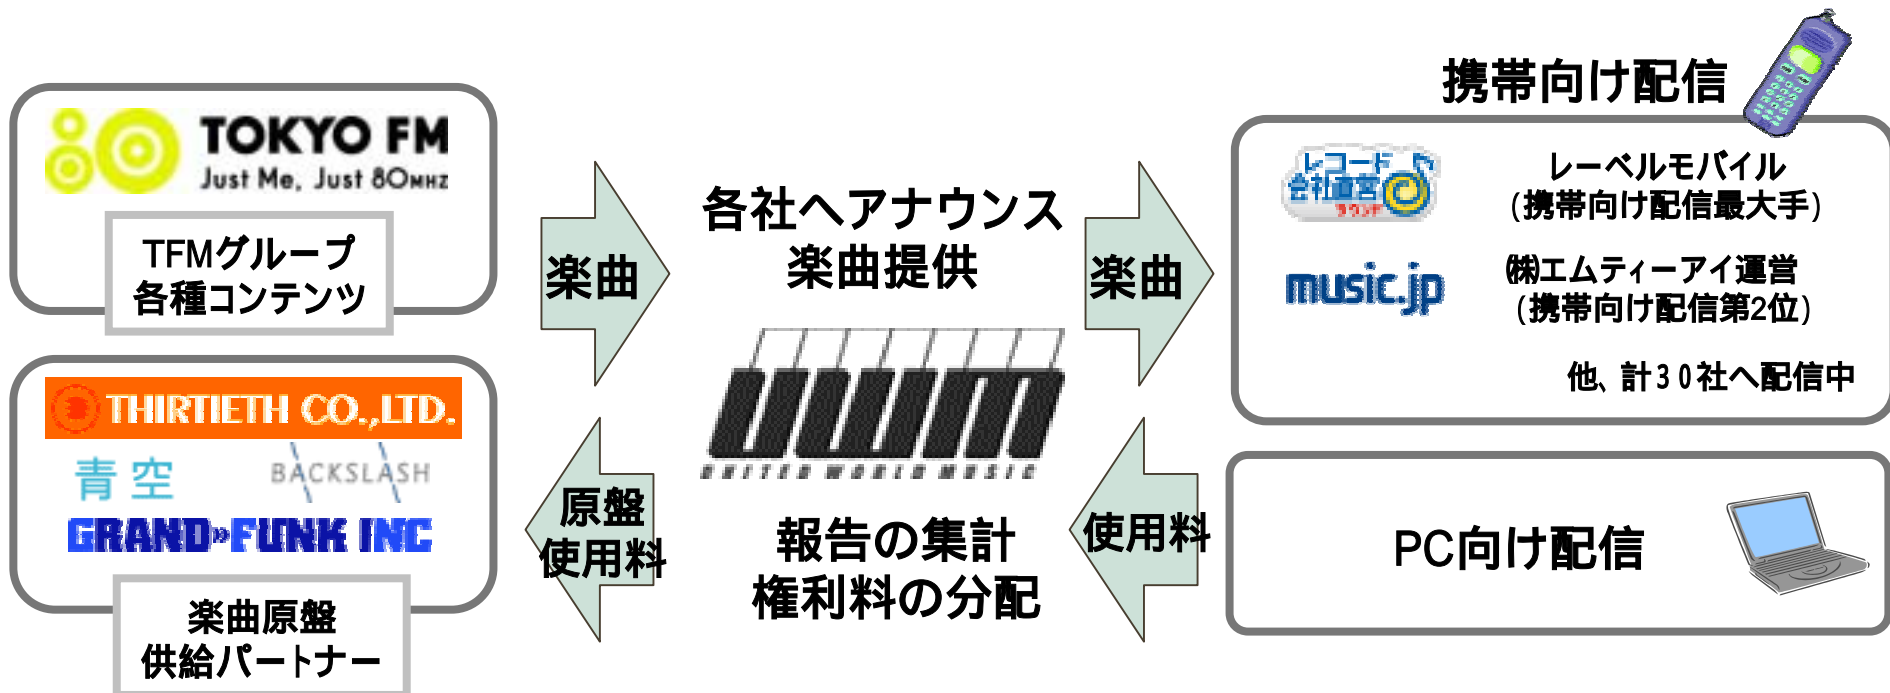 TOKYO FM
Just Me, Just 80MHZ
TFMグループ
各種コンテンツ
THIRTIETH CO.,LTD.
青空
BACKSLASH
GRAND»FUNK INC
楽曲原盤
供給パートナー
楽曲
原盤
使用料
各社へアナウンス
楽曲提供
uwm
UNITED WORLD MUSIC
報告の集計
権利料の分配
楽曲
使用料
携帯向け配信
レコード
会社直営
サウンド
レーベルモバイル
(携帯向け配信最大手)
music.jp
㈱エムティーアイ運営
(携帯向け配信第2位)
他、計30社へ配信中
PC向け配信